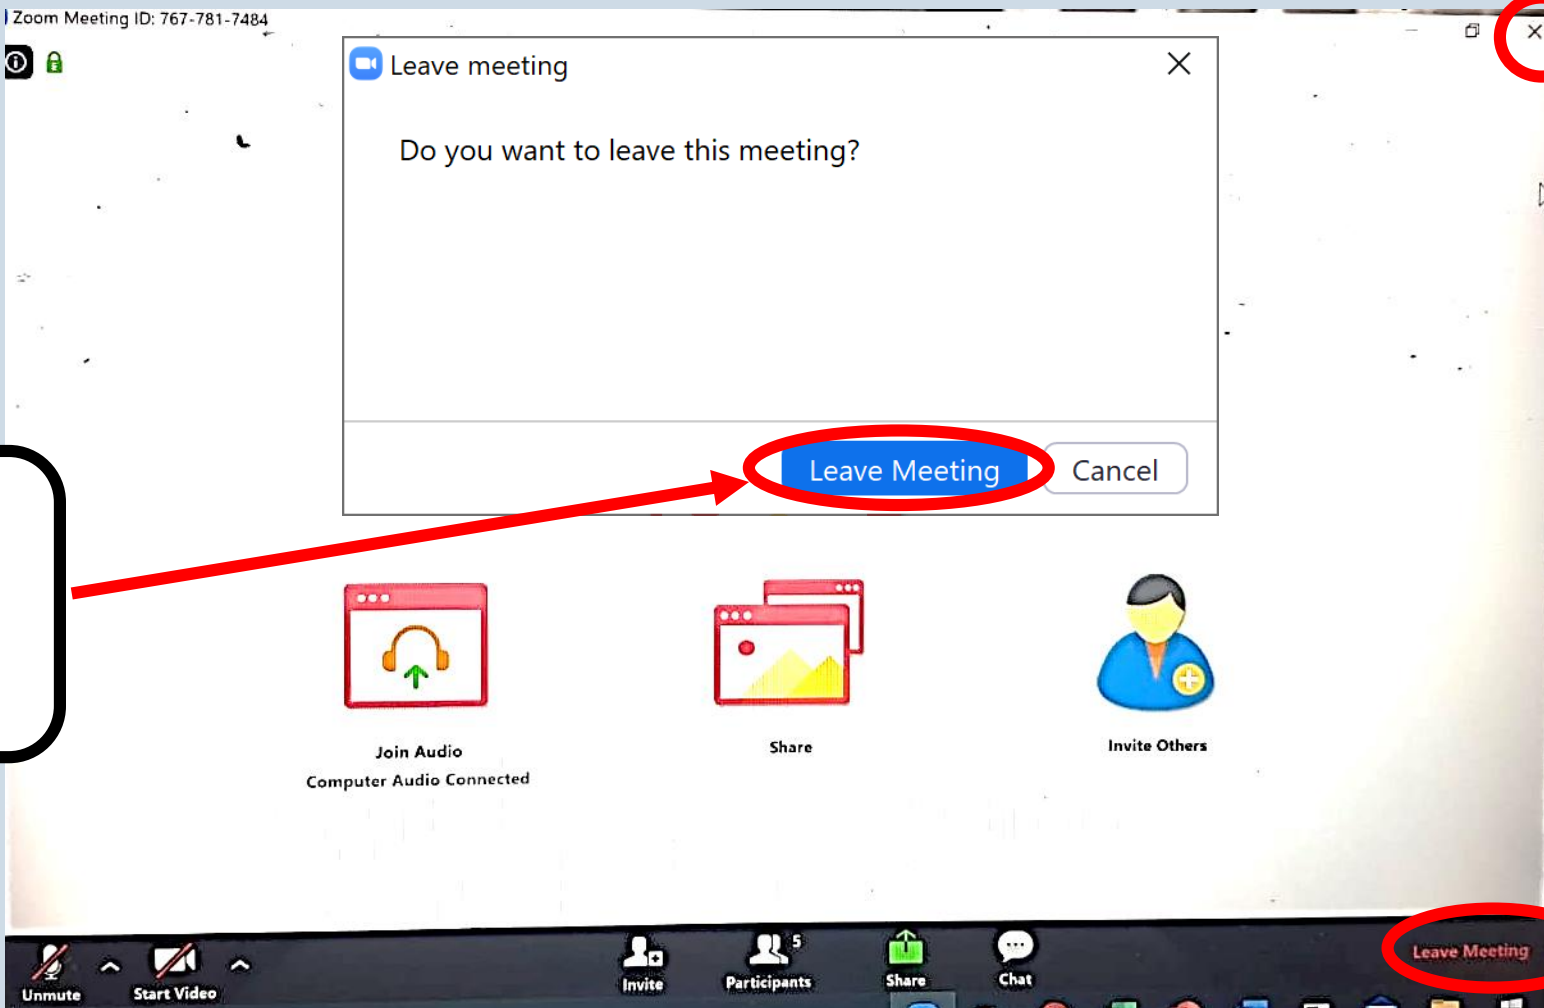 Zoom Meeting ID: 767-781-7484
Leave meeting
Do you want to leave this meeting?
Leave Meeting
Cancel
Join Audio
Computer Audio Connected
Share
Invite Others
Unmute
Start Video
Invite
5
Participants
Share
Chat
Leave Meeting